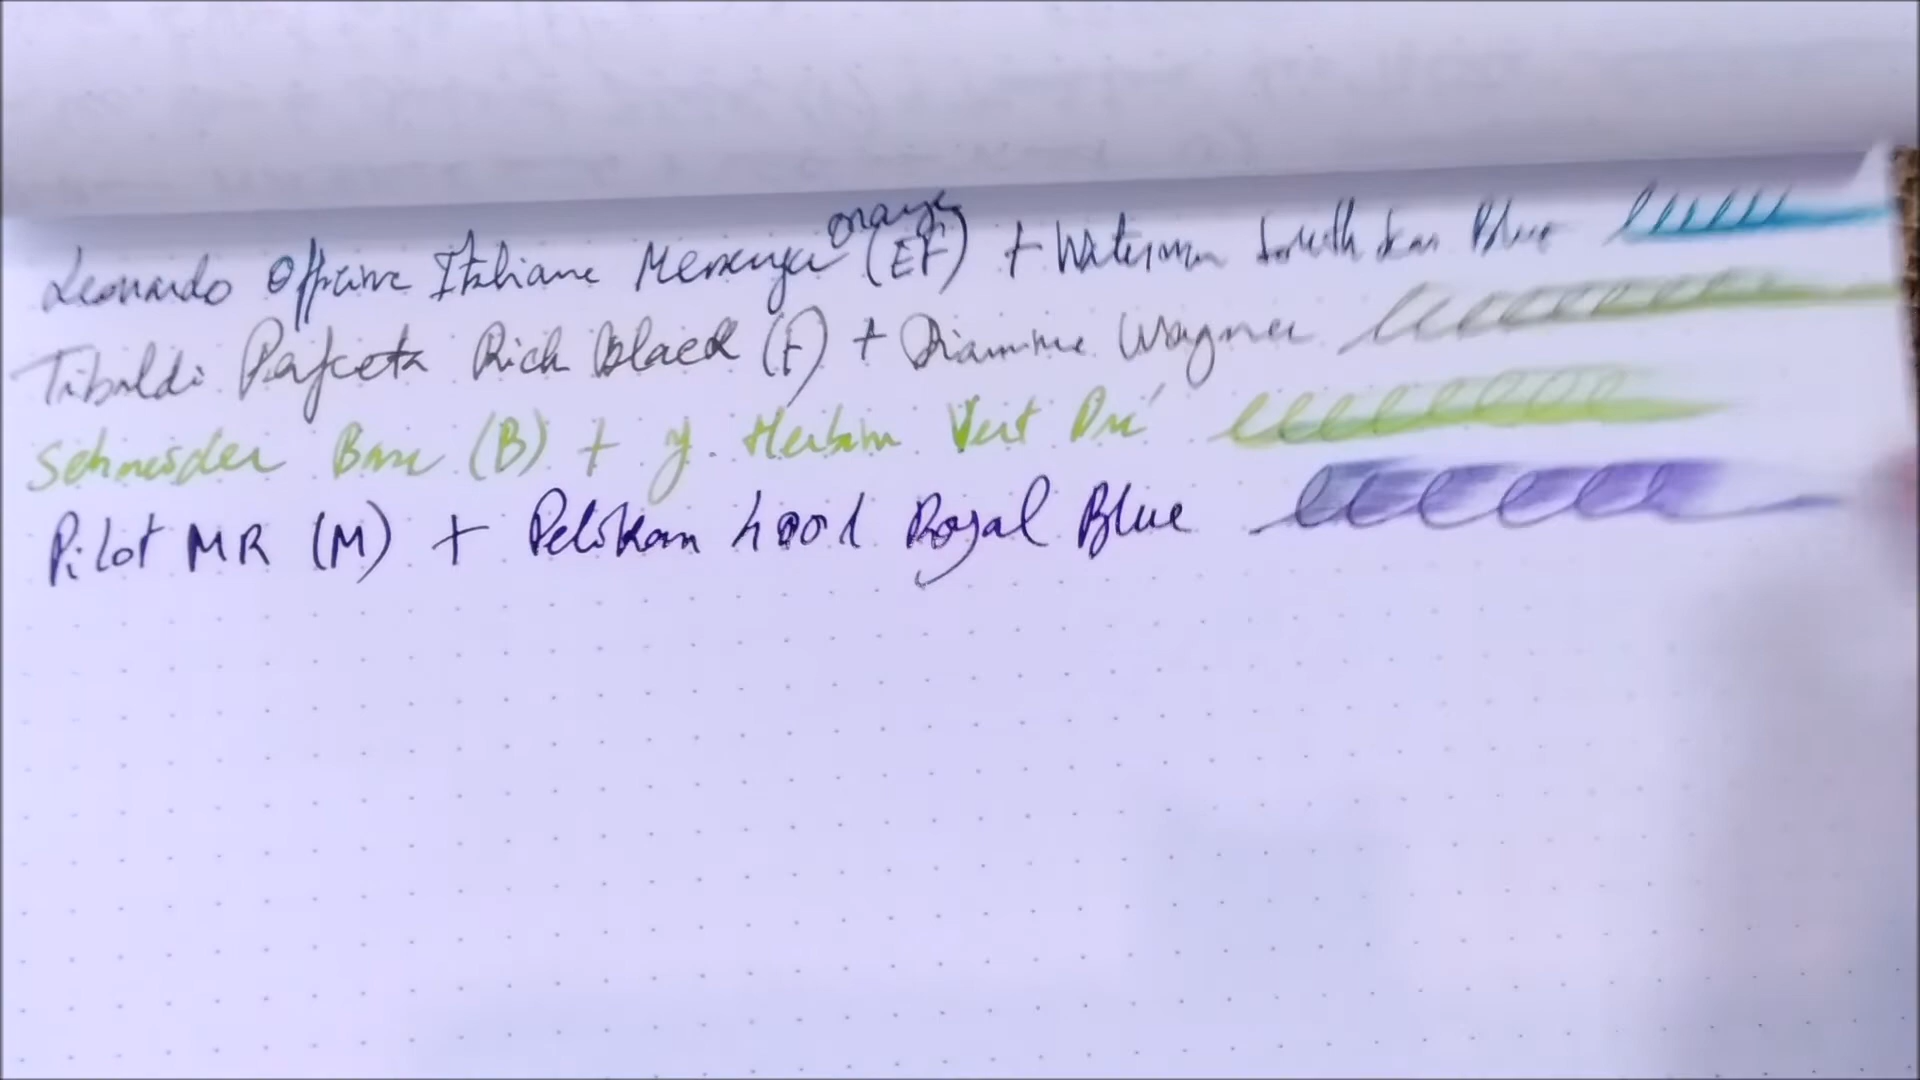 Leonardo Officina Italiana Messenger orange (EF) + Waterman South Seas Blue
Tibaldi Perfecta Rich Black (F) + Diamine Wagner
Schneider Base (B) + J. Herbin Vert Pré
Pilot MR (M) + Pelikan 4001 Royal Blue